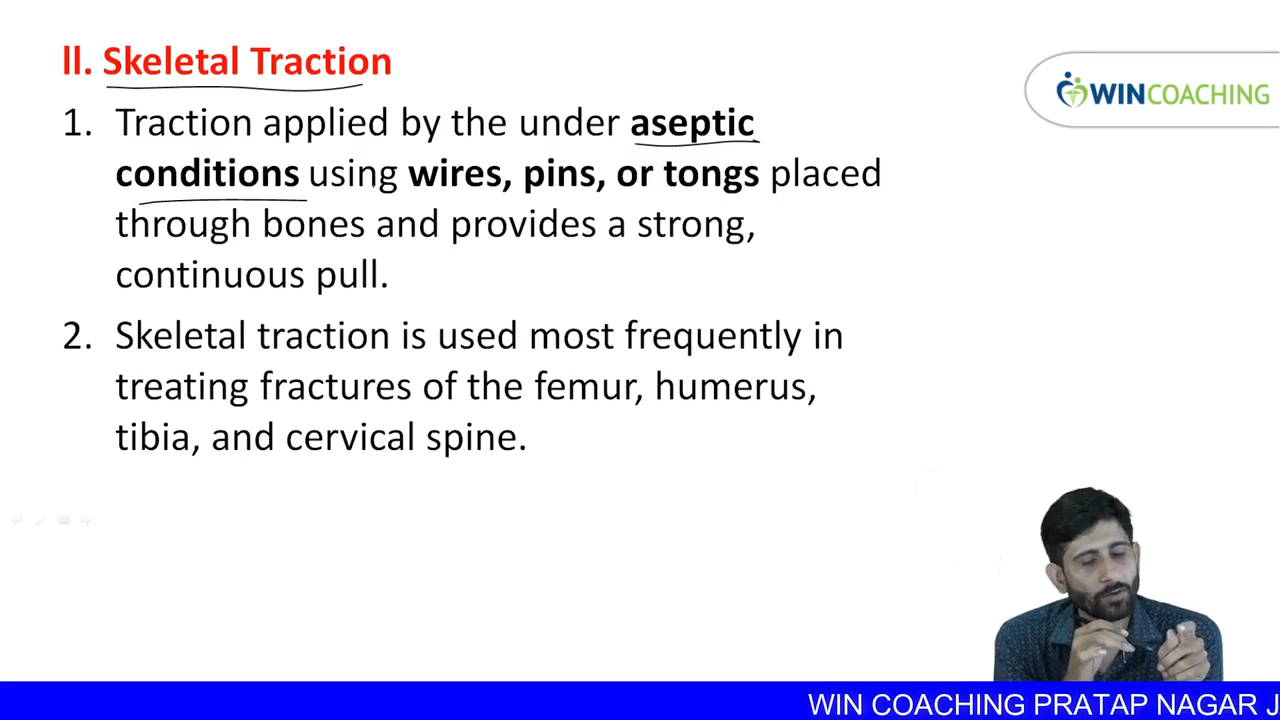 II. Skeletal Traction
WINCOACHING
1. Traction applied by the under aseptic
conditions using wires, pins, or tongs placed
through bones and provides a strong,
continuous pull.
2. Skeletal traction is used most frequently in
treating fractures of the femur, humerus,
tibia, and cervical spine.
WIN COACHING PRATAP NAGAR J